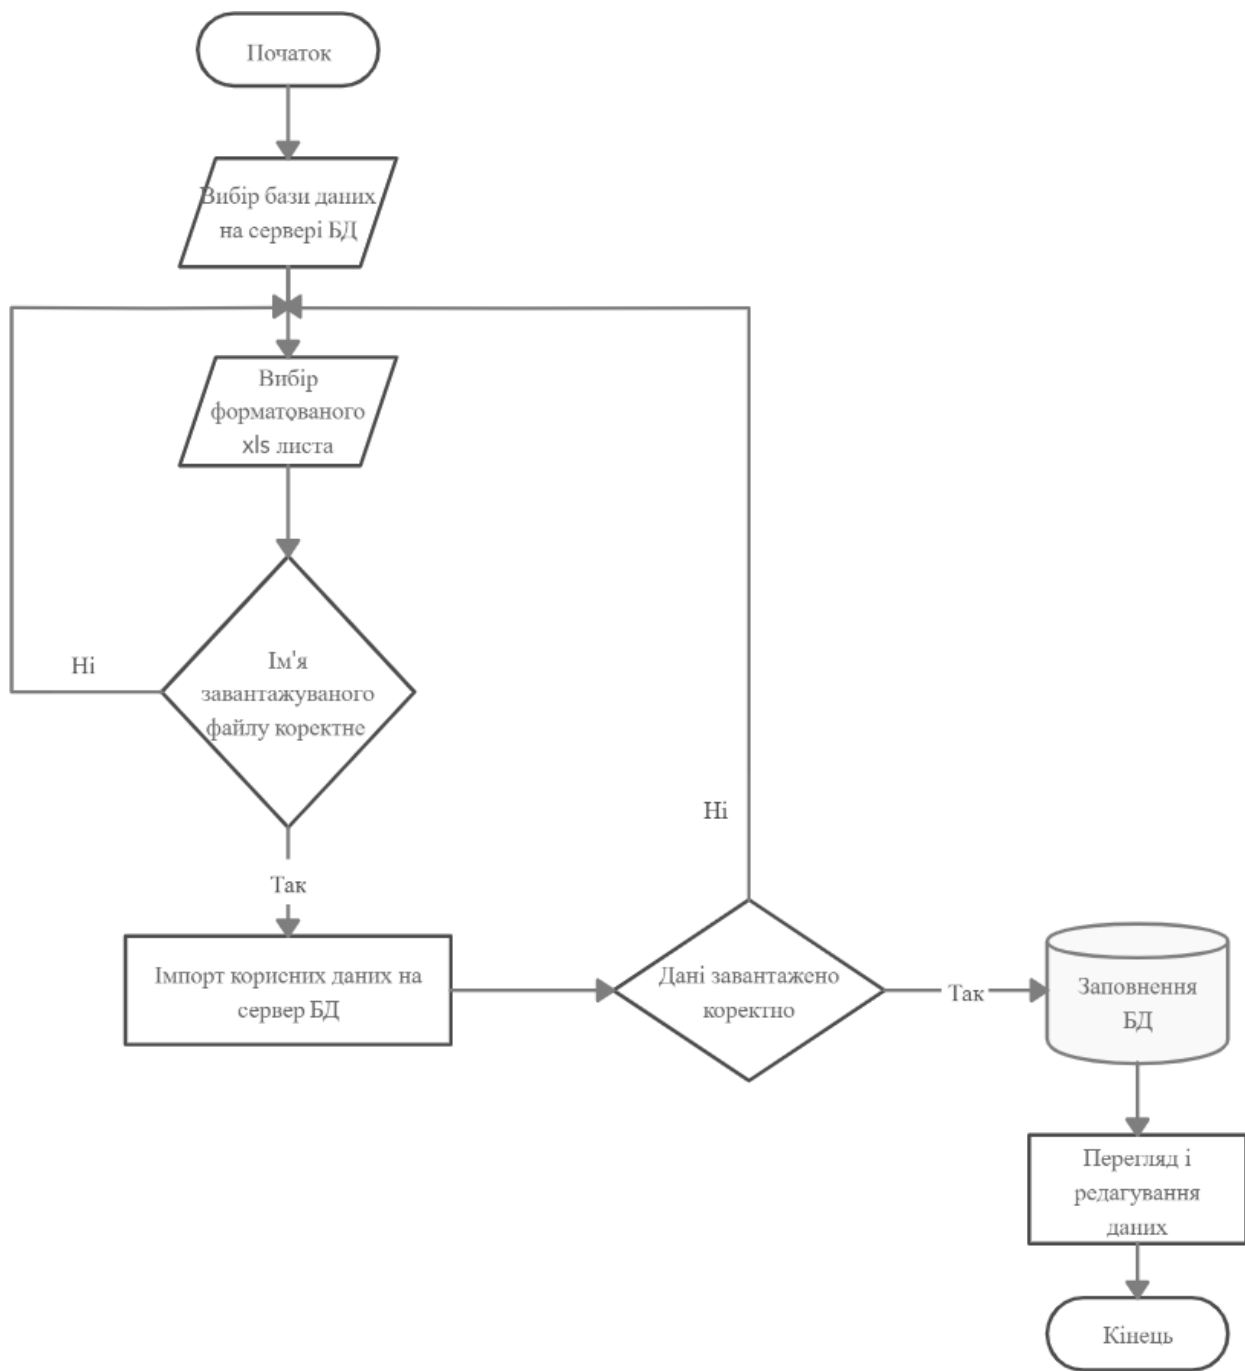 Початок
Вибір бази даних
на сервері БД
Вибір
форматованого
xls листа
Ім'я
завантажуваного
файлу коректне
Ні
Так
Імпорт корисних даних на
сервер БД
Дані завантажено
коректно
Ні
Так
Заповнення
БД
Перегляд і
редагування
даних
Кінець